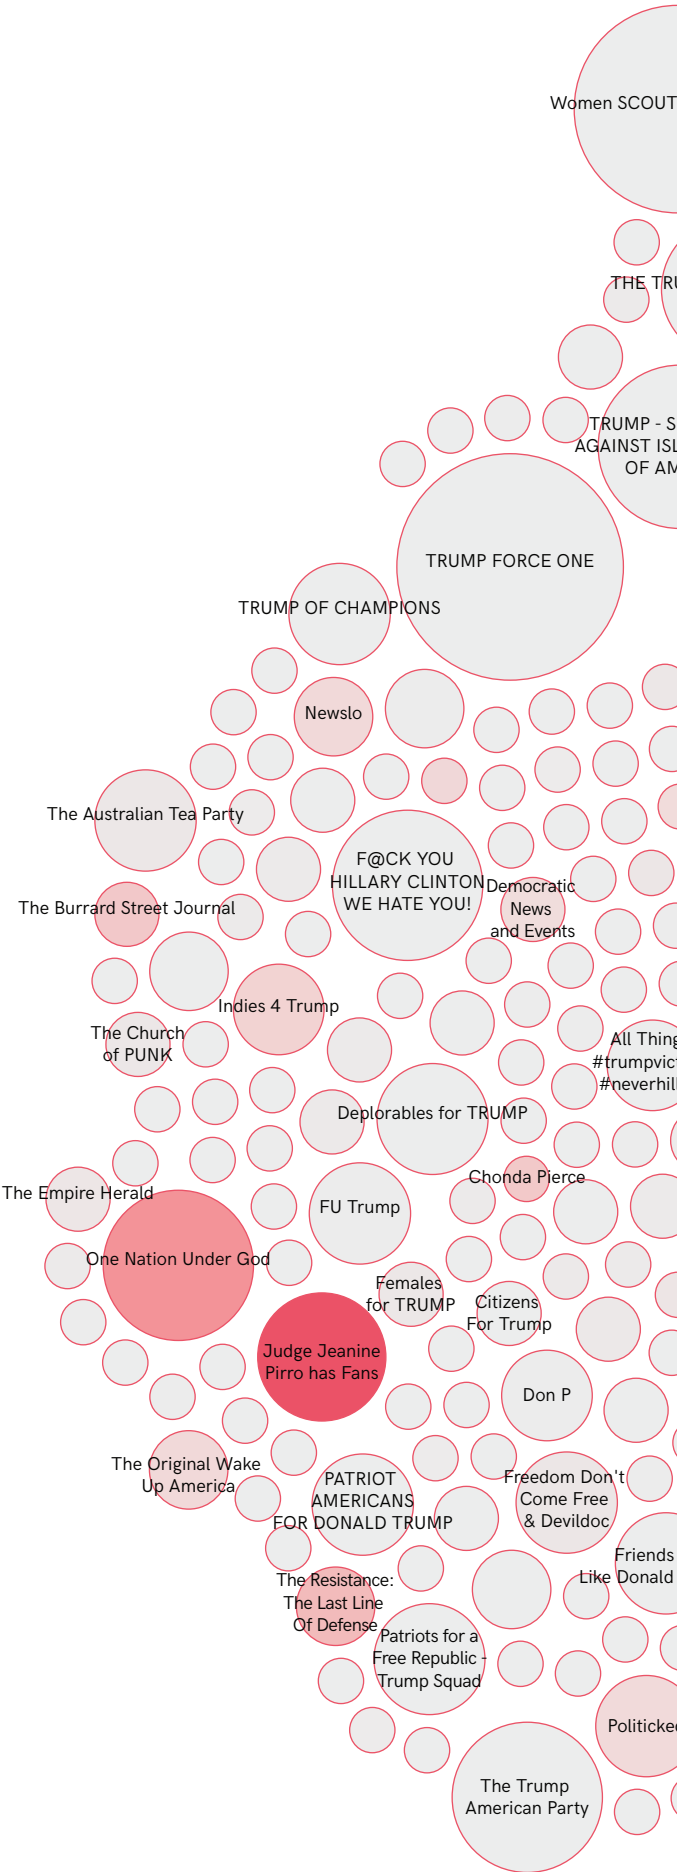 Women SCOUT
THE TRU
TRUMP - S
AGAINST ISL
OF AM
TRUMP FORCE ONE
TRUMP OF CHAMPIONS
Newslo
The Australian Tea Party
F@CK YOU
HILLARY CLINTON
WE HATE YOU!
Democratic
News
and Events
The Burrard Street Journal
Indies 4 Trump
The Church
of PUNK
All Thing
#trumpvict
#neverhill
Deplorables for TRUMP
Chonda Pierce
The Empire Herald
FU Trump
One Nation Under God
Females
for TRUMP
Citizens
For Trump
Judge Jeanine
Pirro has Fans
Don P
The Original Wake
Up America
PATRIOT
AMERICANS
FOR DONALD TRUMP
Freedom Don't
Come Free
& Devildoc
Friends
Like Donald
The Resistance:
The Last Line
Of Defense
Patriots for a
Free Republic -
Trump Squad
Politicke
The Trump
American Party